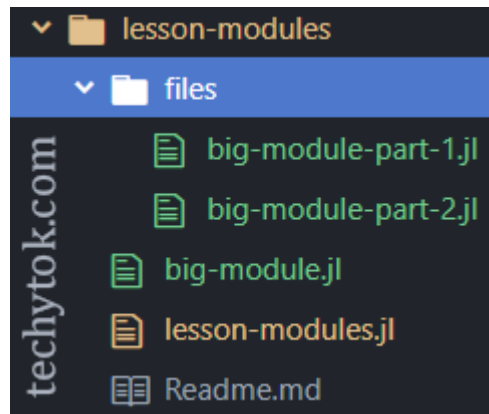 lesson-modules
files
big-module-part-1.jl
big-module-part-2.jl
big-module.jl
lesson-modules.jl
Readme.md
techytok.com